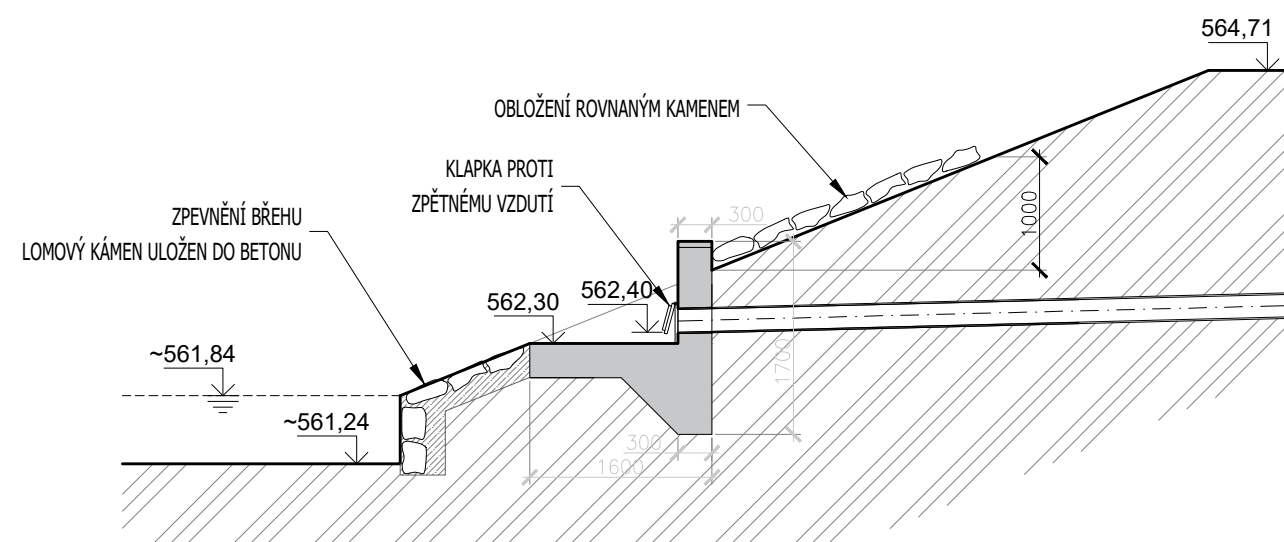 564,71
OBLOŽENÍ ROVNANÝM KAMENEM
KLAPKA PROTI
ZPĚTNÉMU VZDUTÍ
ZPEVNĚNÍ BŘEHU
LOMOVÝ KÁMEN ULOŽEN DO BETONU
300
1000
562,40
562,30
~561,84
1700
~561,24
300
1600